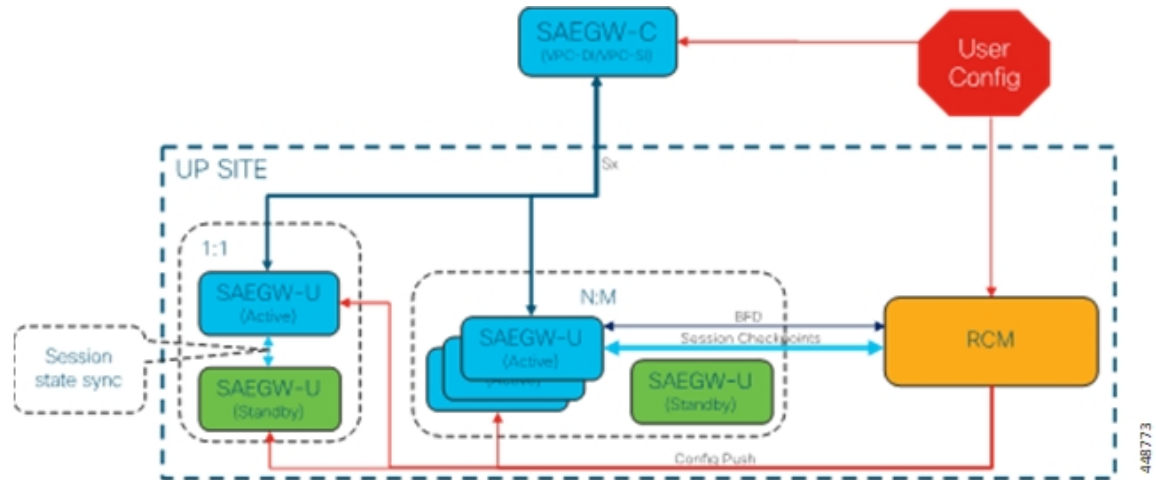 SAEGW-C
(VPC-DI/VPC-SI)
User
Config
UP SITE
Sx
1:1
SAEGW-U
(Active)
Session
state sync
SAEGW-U
(Standby)
N:M
SAEGW-U
(Active)
(Active)
SAEGW-U
(Standby)
BFD
Session Checkpoints
RCM
Config Push
448773